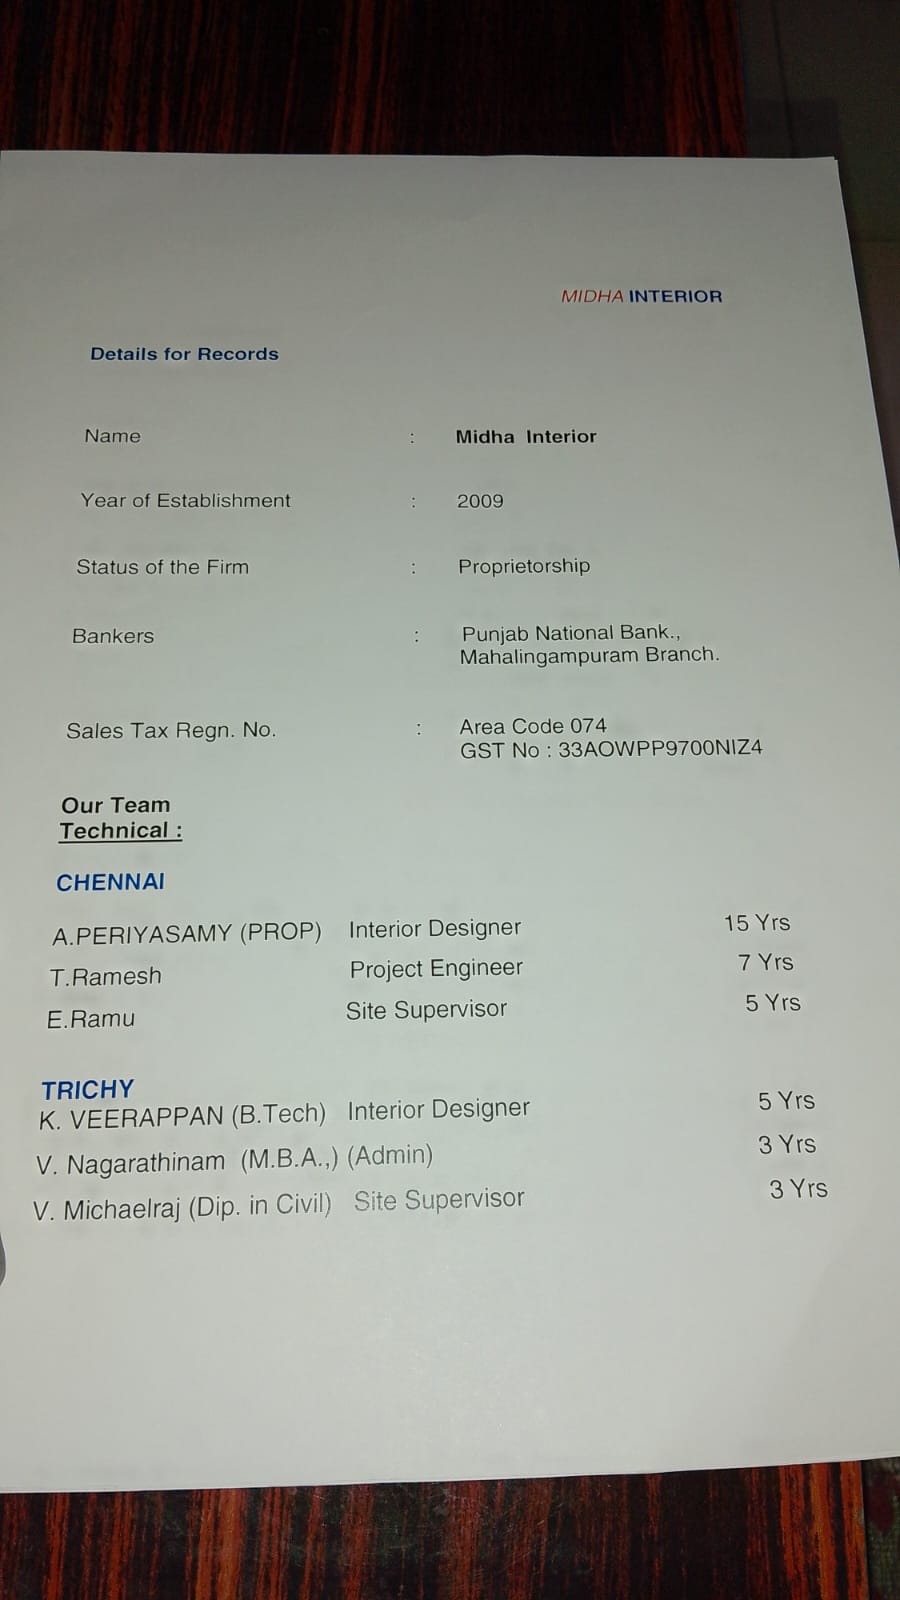 MIDHA INTERIOR
Details for Records
Name : Midha Interior
Year of Establishment : 2009
Status of the Firm : Proprietorship
Bankers : Punjab National Bank.,
Mahalingampuram Branch.
Sales Tax Regn. No. : Area Code 074
GST No : 33AOWPP9700NIZ4
Our Team
Technical :
CHENNAI
A.PERIYASAMY (PROP) Interior Designer 15 Yrs
T.Ramesh Project Engineer 7 Yrs
E.Ramu Site Supervisor 5 Yrs
TRICHY
K. VEERAPPAN (B.Tech) Interior Designer 5 Yrs
V. Nagarathinam (M.B.A.,) (Admin) 3 Yrs
V. Michaelraj (Dip. in Civil) Site Supervisor 3 Yrs